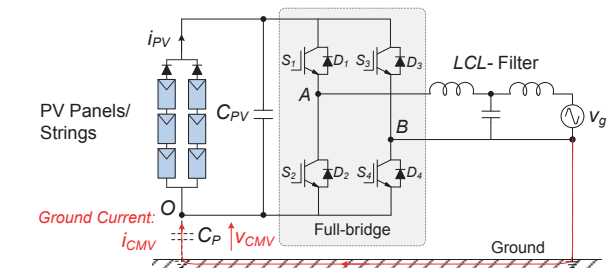 iPV
PV Panels/
Strings
CPV
S1
D1
S3
D3
A
B
S2
D2
S4
D4
LCL- Filter
vg
O
Ground Current:
iCMV
CP
vCMV
Full-bridge
Ground